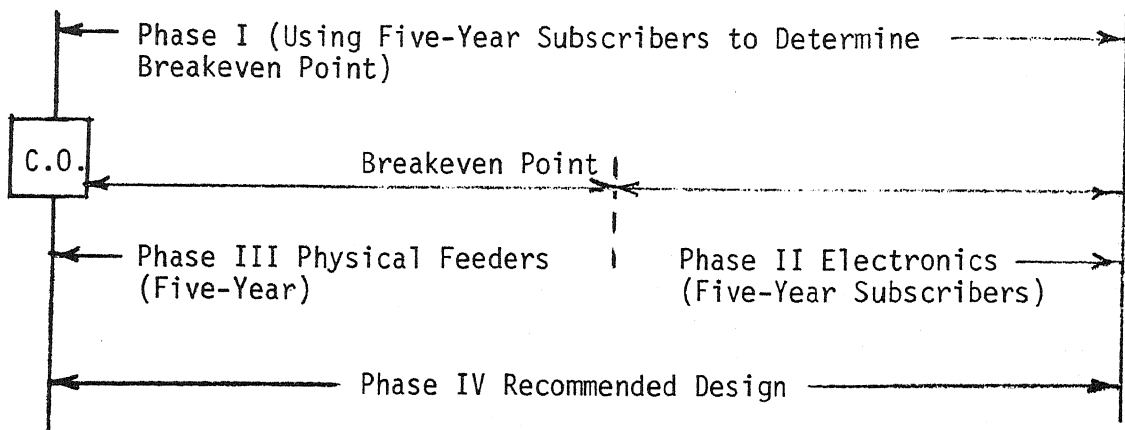 Phase I (Using Five-Year Subscribers to Determine
Breakeven Point)
C.O.
Breakeven Point
Phase III Physical Feeders
(Five-Year)
Phase II Electronics
(Five-Year Subscribers)
Phase IV Recommended Design